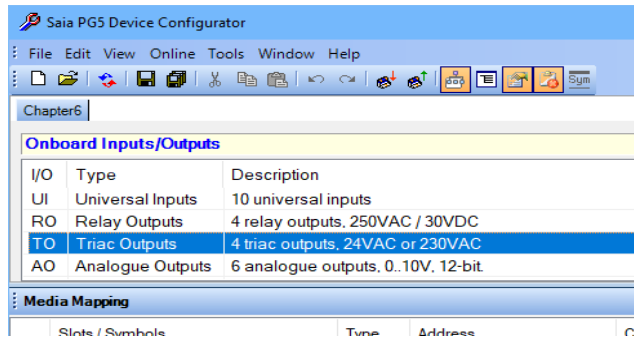 Saia PG5 Device Configurator
File Edit View Online Tools Window Help
Sym
Chapter6
Onboard Inputs/Outputs
I/O Type Description
UI Universal Inputs 10 universal inputs
RO Relay Outputs 4 relay outputs, 250VAC / 30VDC
TO Triac Outputs 4 triac outputs, 24VAC or 230VAC
AO Analogue Outputs 6 analogue outputs, 0..10V, 12-bit.
Media Mapping
Slots / Symbols Type Address